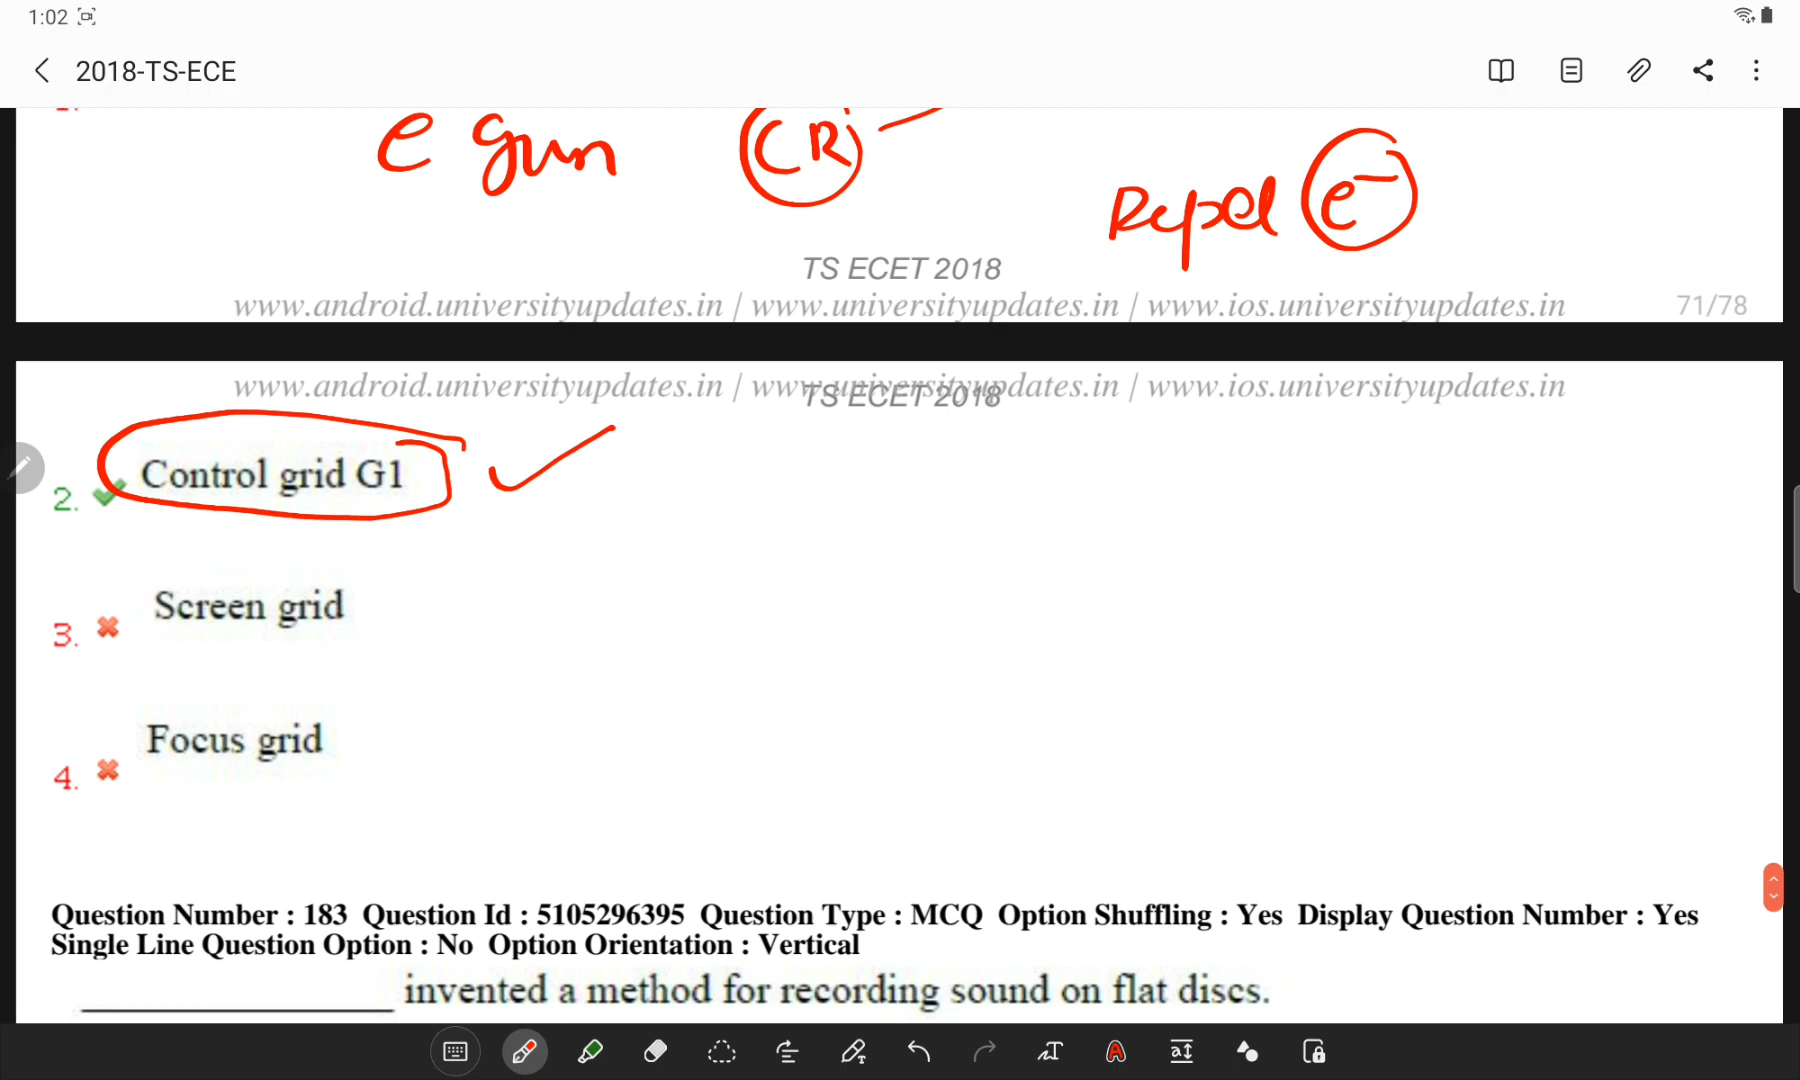 1:02
2018-TS-ECE
e gun
CR
Repel e⁻
TS ECET 2018
www.android.universityupdates.in | www.universityupdates.in | www.ios.universityupdates.in
71/78
www.android.universityupdates.in | www.universityupdates.in | www.ios.universityupdates.in
TS ECET 2018
2. Control grid G1
3. Screen grid
4. Focus grid
Question Number : 183 Question Id : 5105296395 Question Type : MCQ Option Shuffling : Yes Display Question Number : Yes
Single Line Question Option : No Option Orientation : Vertical
____________ invented a method for recording sound on flat discs.